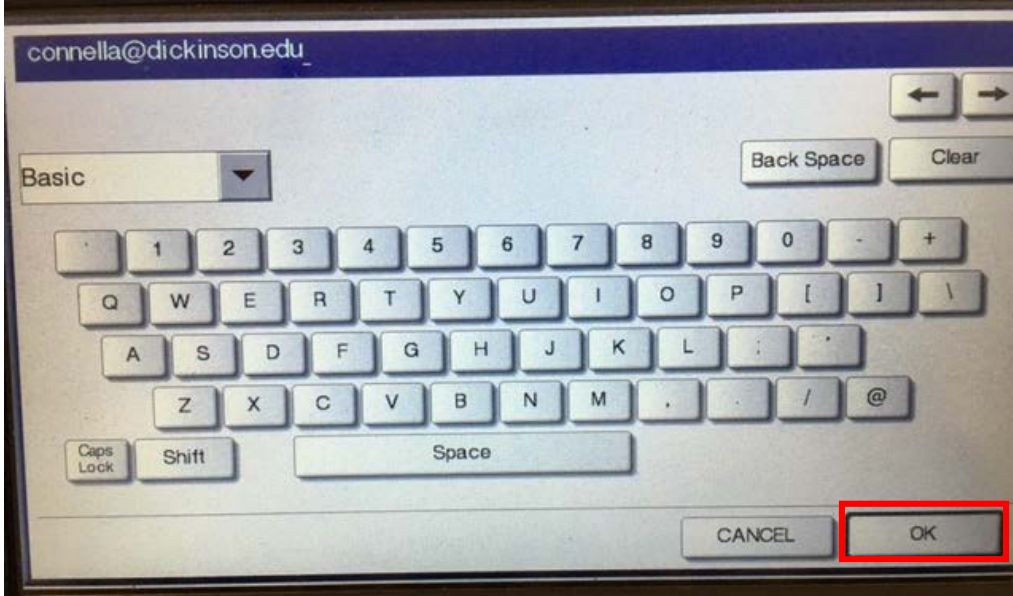 connella@dickinson.edu_
← →
Basic Back Space Clear
` 1 2 3 4 5 6 7 8 9 0 - +
Q W E R T Y U I O P [ ] \
A S D F G H J K L ; '
Z X C V B N M , . / @
Caps Lock Shift Space
CANCEL OK